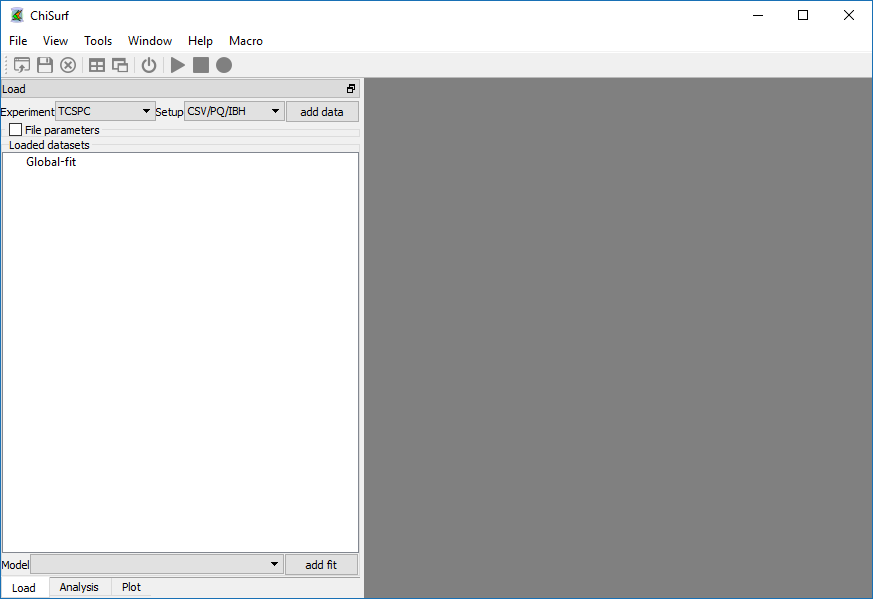 ChiSurf
File View Tools Window Help Macro
Load
Experiment TCSPC Setup CSV/PQ/IBH add data
File parameters
Loaded datasets
Global-fit
Model add fit
Load Analysis Plot